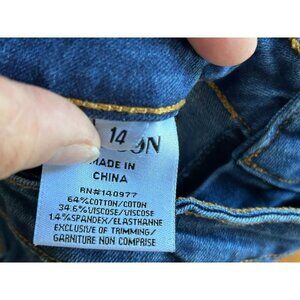 14
MADE IN
CHINA
RN#140977
64%COTTON/COTON
34.6%VISCOSE/VISCOSE
1.4%SPANDEX/ELASTHANNE
EXCLUSIVE OF TRIMMING/
GARNITURE NON COMPRISE